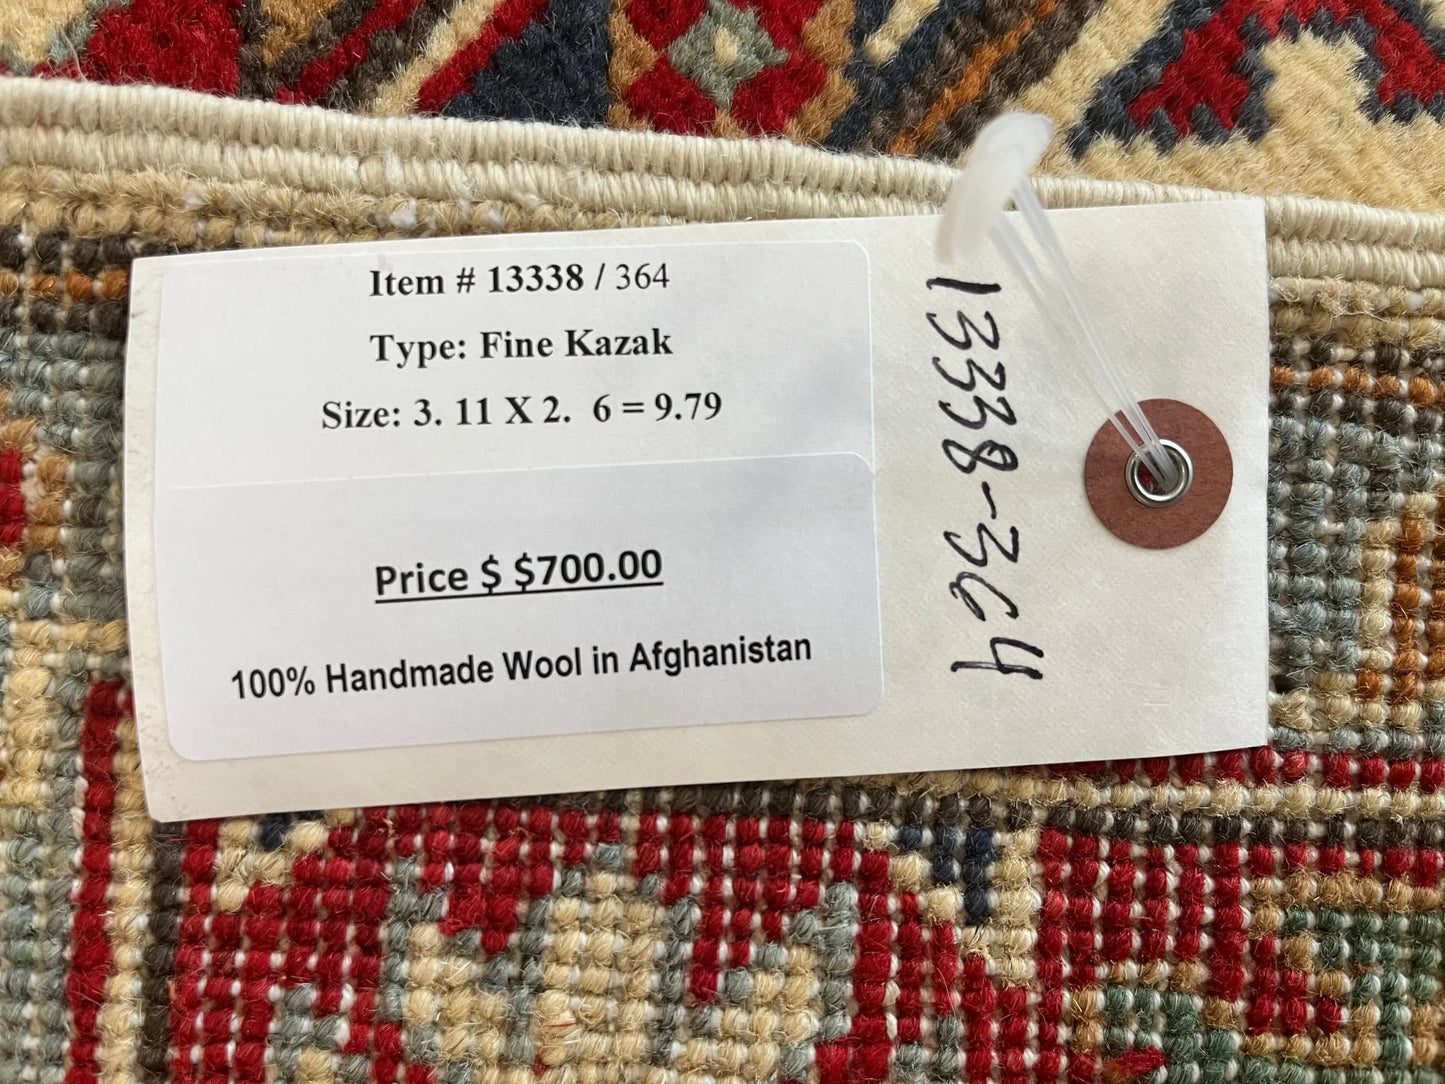 Item # 13338 / 364
Type: Fine Kazak
Size: 3. 11 X 2.  6 = 9.79
Price $ $700.00
100% Handmade Wool in Afghanistan
13338-364